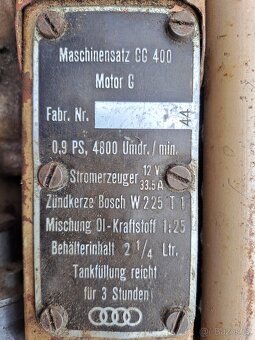 Maschinensatz GG 400
Motor G
Fabr. Nr.
44
0,9 PS, 4800 Umdr./min.
Stromerzeuger 12 V
33.5 A
Zündkerze Bosch W 225 T 1
Mischung Öl-Kraftstoff 1:25
Behälterinhalt 2 1/4 Ltr.
Tankfüllung reicht
für 3 Stunden